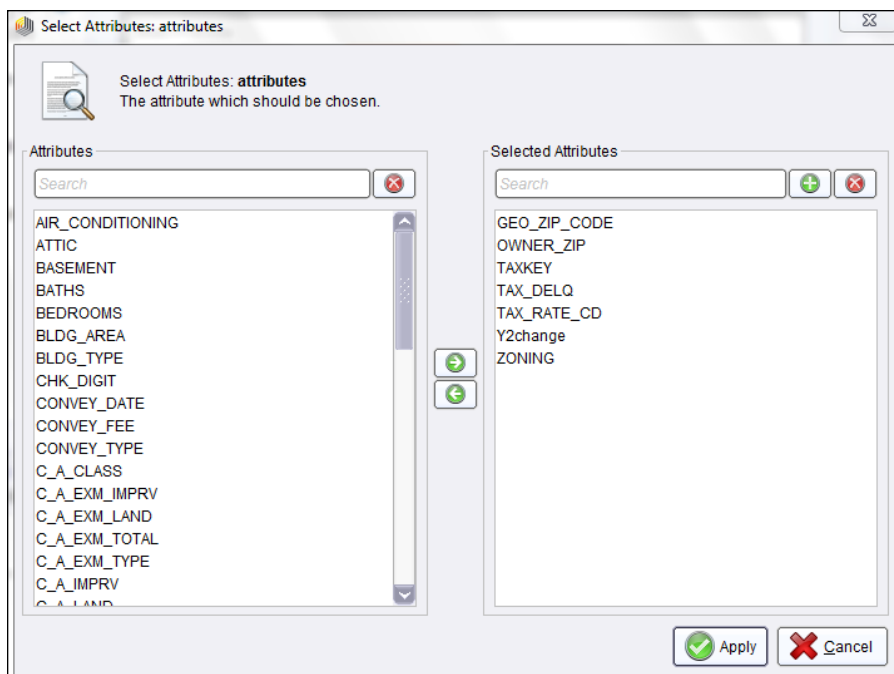 Select Attributes: attributes
Select Attributes: attributes
The attribute which should be chosen.
Attributes
Search
AIR_CONDITIONING
ATTIC
BASEMENT
BATHS
BEDROOMS
BLDG_AREA
BLDG_TYPE
CHK_DIGIT
CONVEY_DATE
CONVEY_FEE
CONVEY_TYPE
C_A_CLASS
C_A_EXM_IMPRV
C_A_EXM_LAND
C_A_EXM_TOTAL
C_A_EXM_TYPE
C_A_IMPRV
C_A_LAND
Selected Attributes
Search
GEO_ZIP_CODE
OWNER_ZIP
TAXKEY
TAX_DELQ
TAX_RATE_CD
Y2change
ZONING
Apply
Cancel